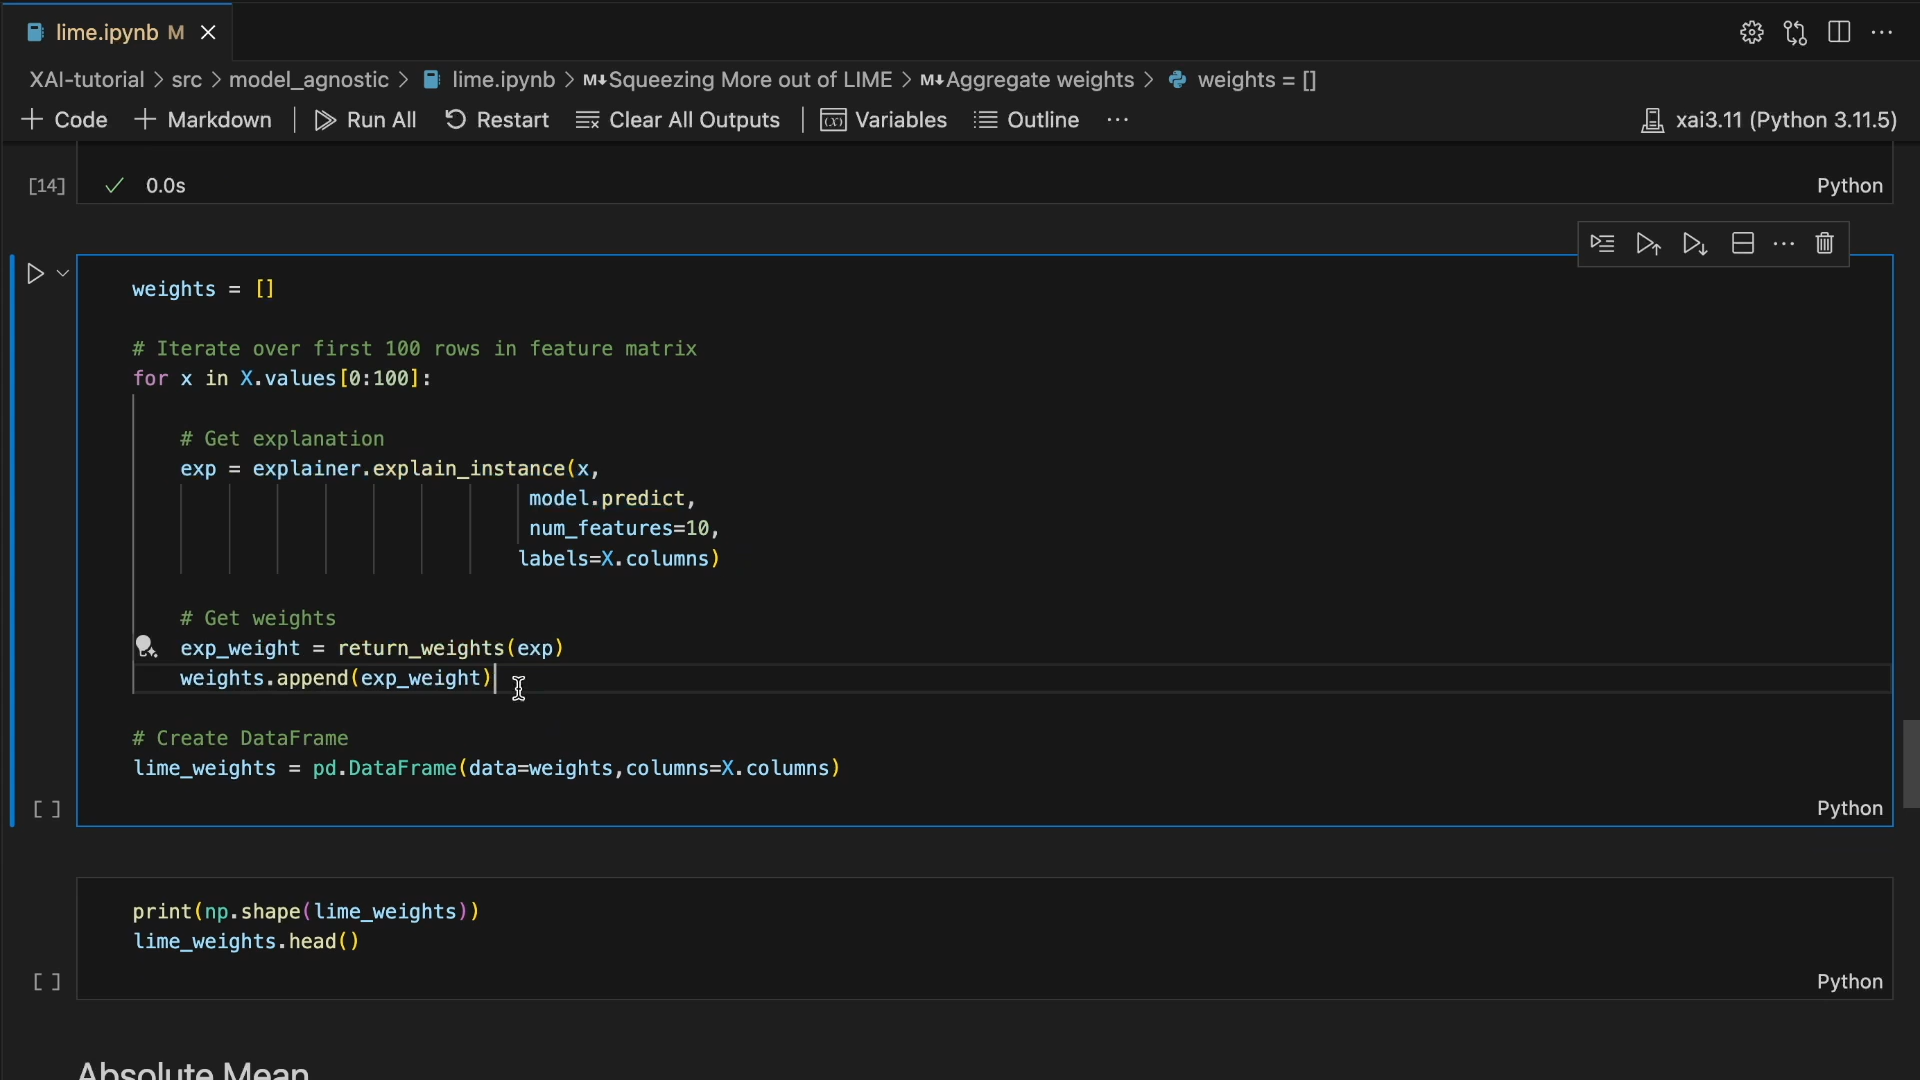 lime.ipynb M
XAI-tutorial > src > model_agnostic > lime.ipynb > M↓Squeezing More out of LIME > M↓Aggregate weights > weights = []
+ Code + Markdown Run All Restart Clear All Outputs (x) Variables Outline ... xai3.11 (Python 3.11.5)
[14] ✓ 0.0s Python
weights = []
# Iterate over first 100 rows in feature matrix
for x in X.values[0:100]:
# Get explanation
exp = explainer.explain_instance(x,
model.predict,
num_features=10,
labels=X.columns)
# Get weights
exp_weight = return_weights(exp)
weights.append(exp_weight)
# Create DataFrame
lime_weights = pd.DataFrame(data=weights,columns=X.columns)
[ ] Python
print(np.shape(lime_weights))
lime_weights.head()
[ ] Python
Absolute Mean